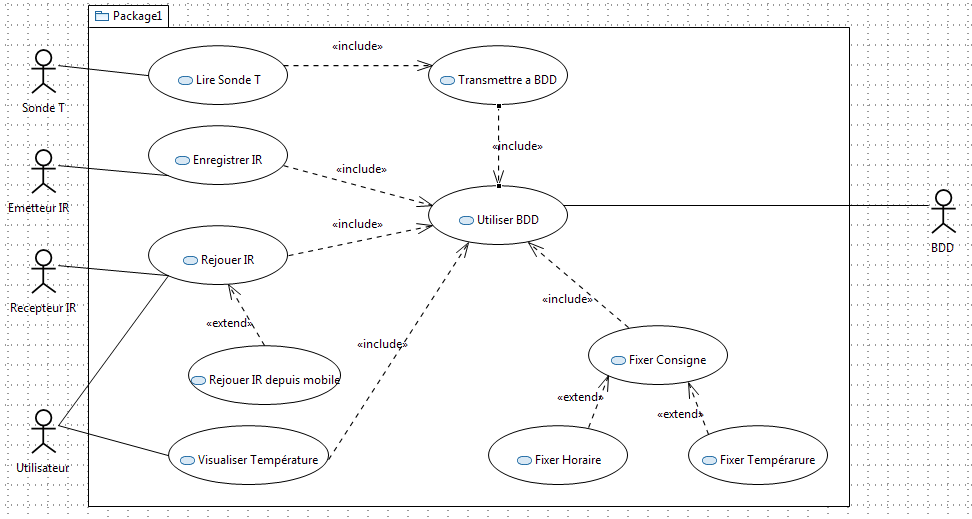 Package1
«include»
Lire Sonde T
Transmettre a BDD
Sonde T
«include»
Enregistrer IR
«include»
Emetteur IR
Utiliser BDD
«include»
BDD
Rejouer IR
Recepteur IR
«include»
«extend»
«include»
Fixer Consigne
Rejouer IR depuis mobile
«extend»
«extend»
Utilisateur
Visualiser Température
Fixer Horaire
Fixer Tempérarure